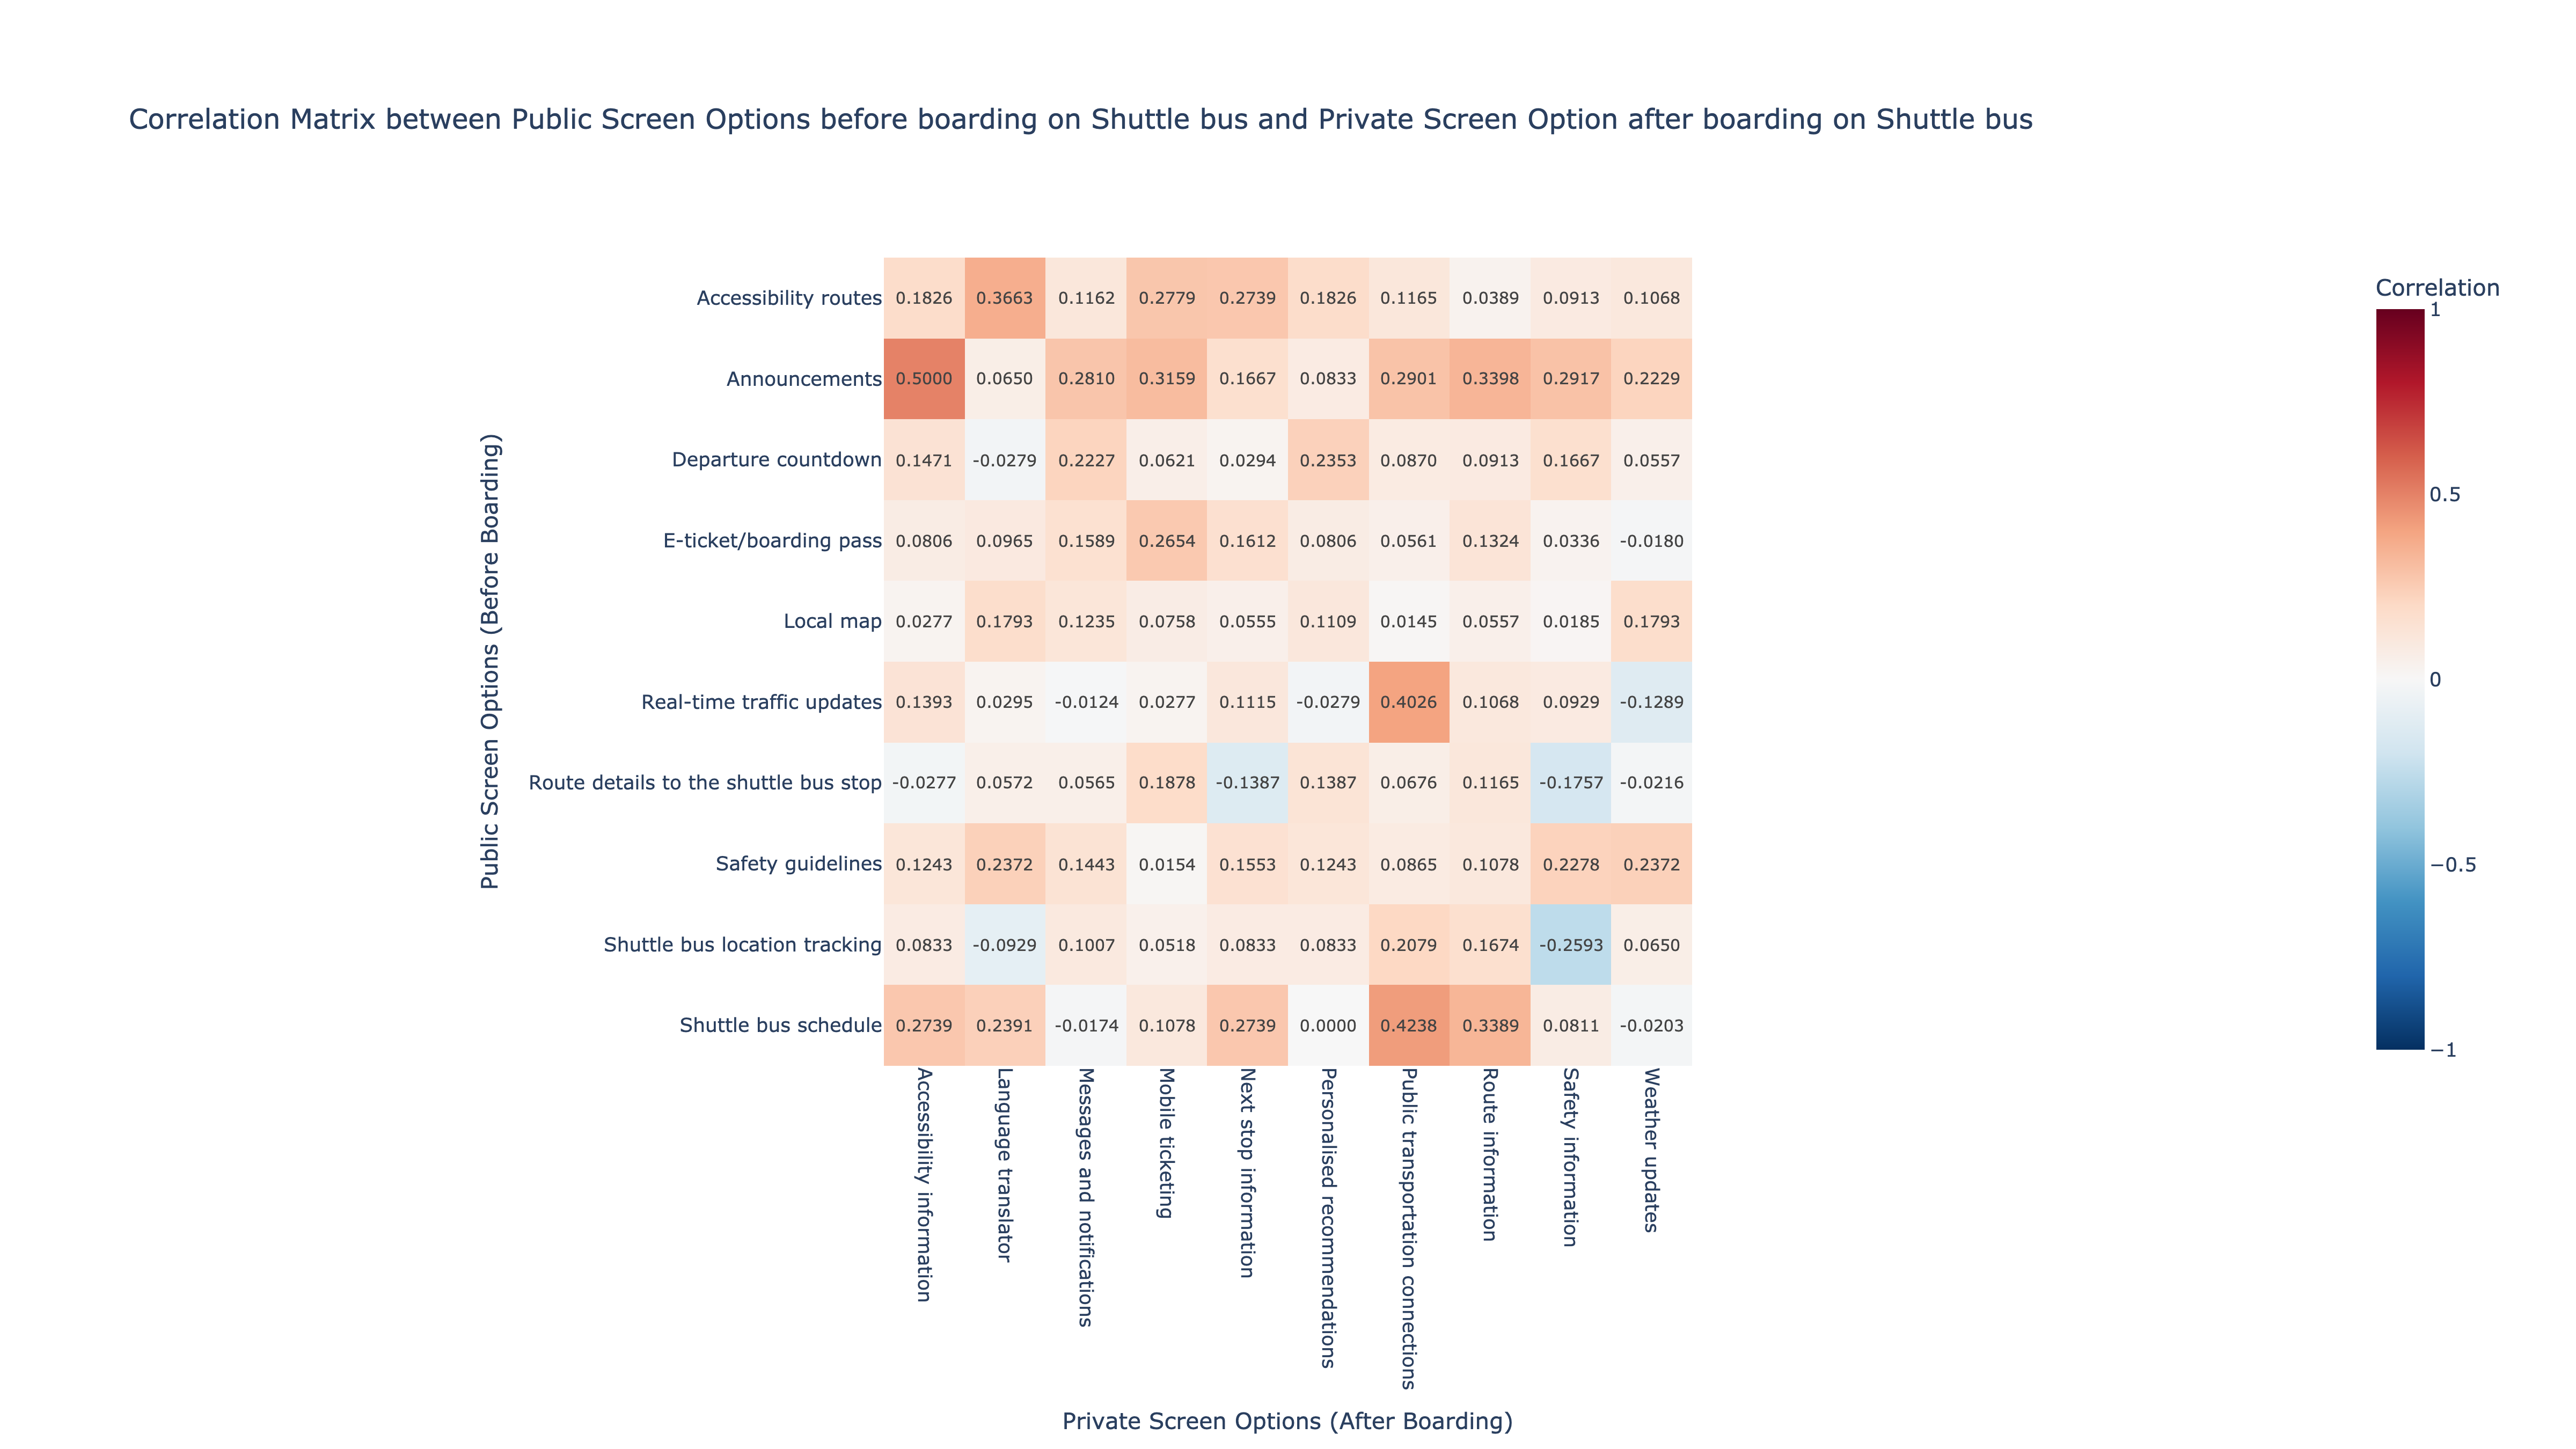 Correlation Matrix between Public Screen Options before boarding on Shuttle bus and Private Screen Option after boarding on Shuttle bus
Public Screen Options (Before Boarding)
Accessibility routes 0.1826 0.3663 0.1162 0.2779 0.2739 0.1826 0.1165 0.0389 0.0913 0.1068
Announcements 0.5000 0.0650 0.2810 0.3159 0.1667 0.0833 0.2901 0.3398 0.2917 0.2229
Departure countdown 0.1471 -0.0279 0.2227 0.0621 0.0294 0.2353 0.0870 0.0913 0.1667 0.0557
E-ticket/boarding pass 0.0806 0.0965 0.1589 0.2654 0.1612 0.0806 0.0561 0.1324 0.0336 -0.0180
Local map 0.0277 0.1793 0.1235 0.0758 0.0555 0.1109 0.0145 0.0557 0.0185 0.1793
Real-time traffic updates 0.1393 0.0295 -0.0124 0.0277 0.1115 -0.0279 0.4026 0.1068 0.0929 -0.1289
Route details to the shuttle bus stop -0.0277 0.0572 0.0565 0.1878 -0.1387 0.1387 0.0676 0.1165 -0.1757 -0.0216
Safety guidelines 0.1243 0.2372 0.1443 0.0154 0.1553 0.1243 0.0865 0.1078 0.2278 0.2372
Shuttle bus location tracking 0.0833 -0.0929 0.1007 0.0518 0.0833 0.0833 0.2079 0.1674 -0.2593 0.0650
Shuttle bus schedule 0.2739 0.2391 -0.0174 0.1078 0.2739 0.0000 0.4238 0.3389 0.0811 -0.0203
Accessibility information
Language translator
Messages and notifications
Mobile ticketing
Next stop information
Personalised recommendations
Public transportation connections
Route information
Safety information
Weather updates
Private Screen Options (After Boarding)
Correlation
1
0.5
0
−0.5
−1